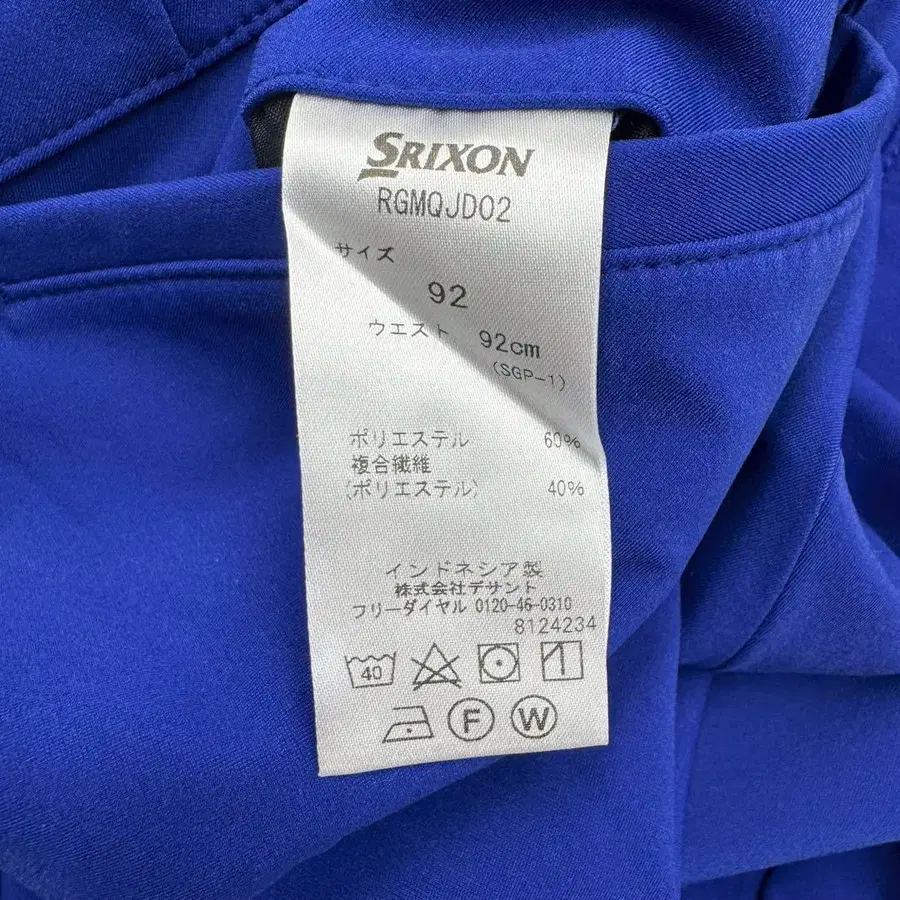 SRIXON
RGMQJD02
サイズ
92
ウエスト 92cm
(SGP-1)
ポリエステル 60%
複合繊維
(ポリエステル) 40%
インドネシア製
株式会社デサント
フリーダイヤル 0120-46-0310
8124234
40
F W